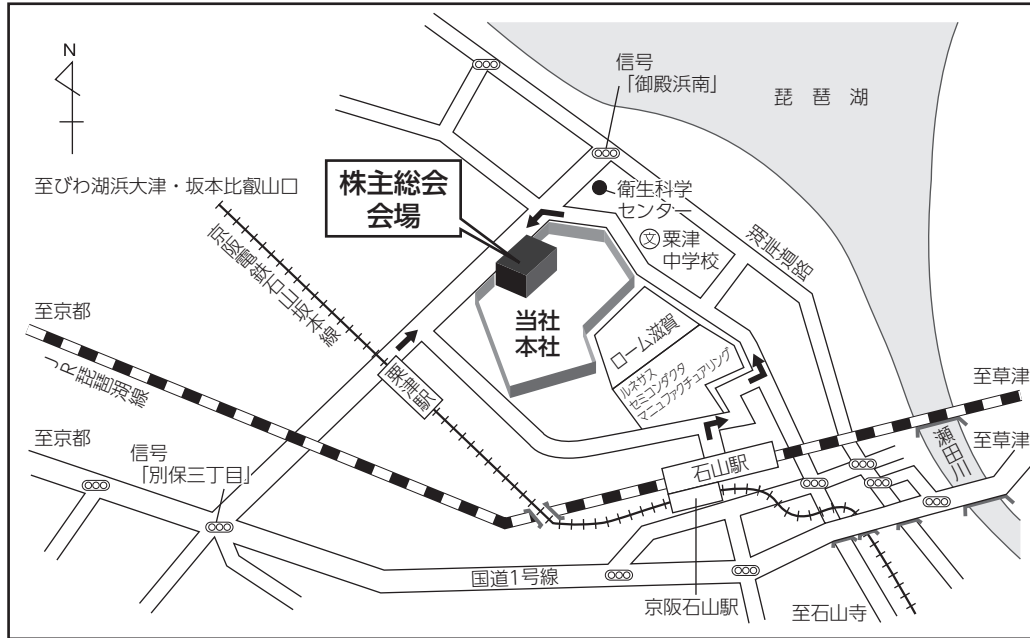 N
信号
「御殿浜南」
琵琶湖
至びわ湖浜大津・坂本比叡山口
株主総会
会場
衛生科学
センター
文
粟津
中学校
湖岸道路
京阪電鉄石山坂本線
至京都
JR琵琶湖線
当社
本社
ローム滋賀
ルネサス
セミコンダクタ
マニュファクチュアリング
粟津駅
至草津
至京都
信号
「別保三丁目」
石山駅
瀬田川
至草津
国道1号線
京阪石山駅
至石山寺